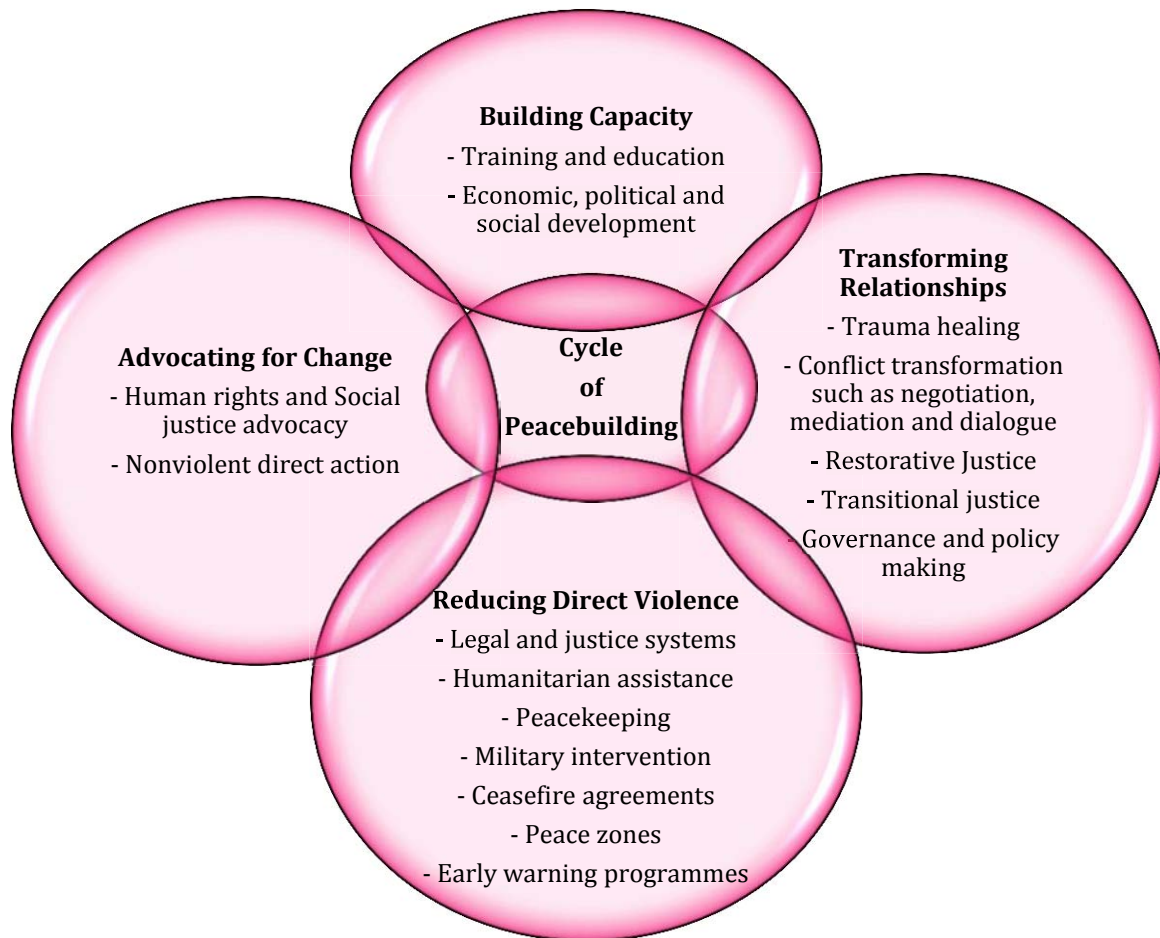 Building Capacity
- Training and education
- Economic, political and
social development
Transforming
Relationships
- Trauma healing
- Conflict transformation
such as negotiation,
mediation and dialogue
- Restorative Justice
- Transitional justice
- Governance and policy
making
Reducing Direct Violence
- Legal and justice systems
- Humanitarian assistance
- Peacekeeping
- Military intervention
- Ceasefire agreements
- Peace zones
- Early warning programmes
Advocating for Change
- Human rights and Social
justice advocacy
- Nonviolent direct action
Cycle
of
Peacebuilding